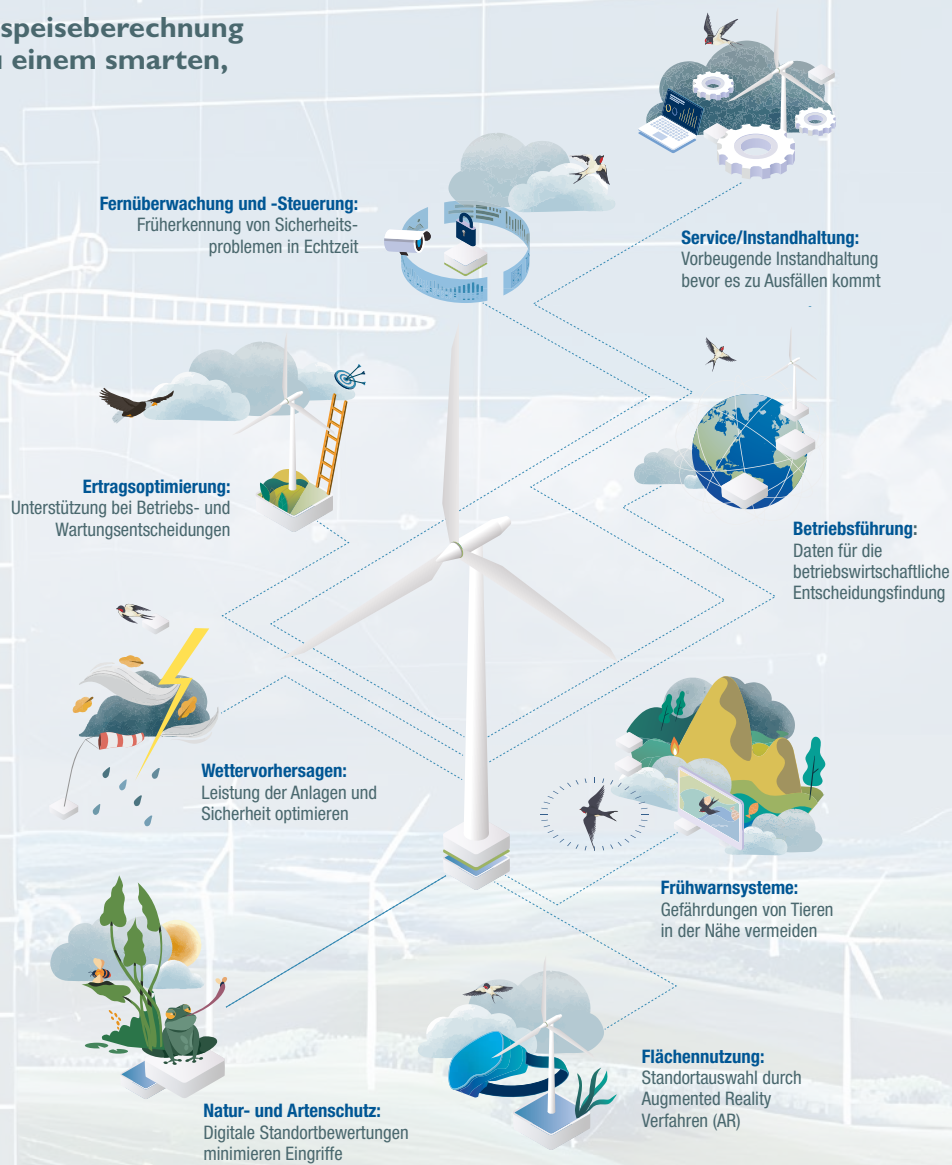 speiseberechnung
einem smarten,
Fernüberwachung und -Steuerung:
Früherkennung von Sicherheits-
problemen in Echtzeit
Service/Instandhaltung:
Vorbeugende Instandhaltung
bevor es zu Ausfällen kommt
Ertragsoptimierung:
Unterstützung bei Betriebs- und
Wartungsentscheidungen
Betriebsführung:
Daten für die
betriebswirtschaftliche
Entscheidungsfindung
Wettervorhersagen:
Leistung der Anlagen und
Sicherheit optimieren
Frühwarnsysteme:
Gefährdungen von Tieren
in der Nähe vermeiden
Flächennutzung:
Standortauswahl durch
Augmented Reality
Verfahren (AR)
Natur- und Artenschutz:
Digitale Standortbewertungen
minimieren Eingriffe